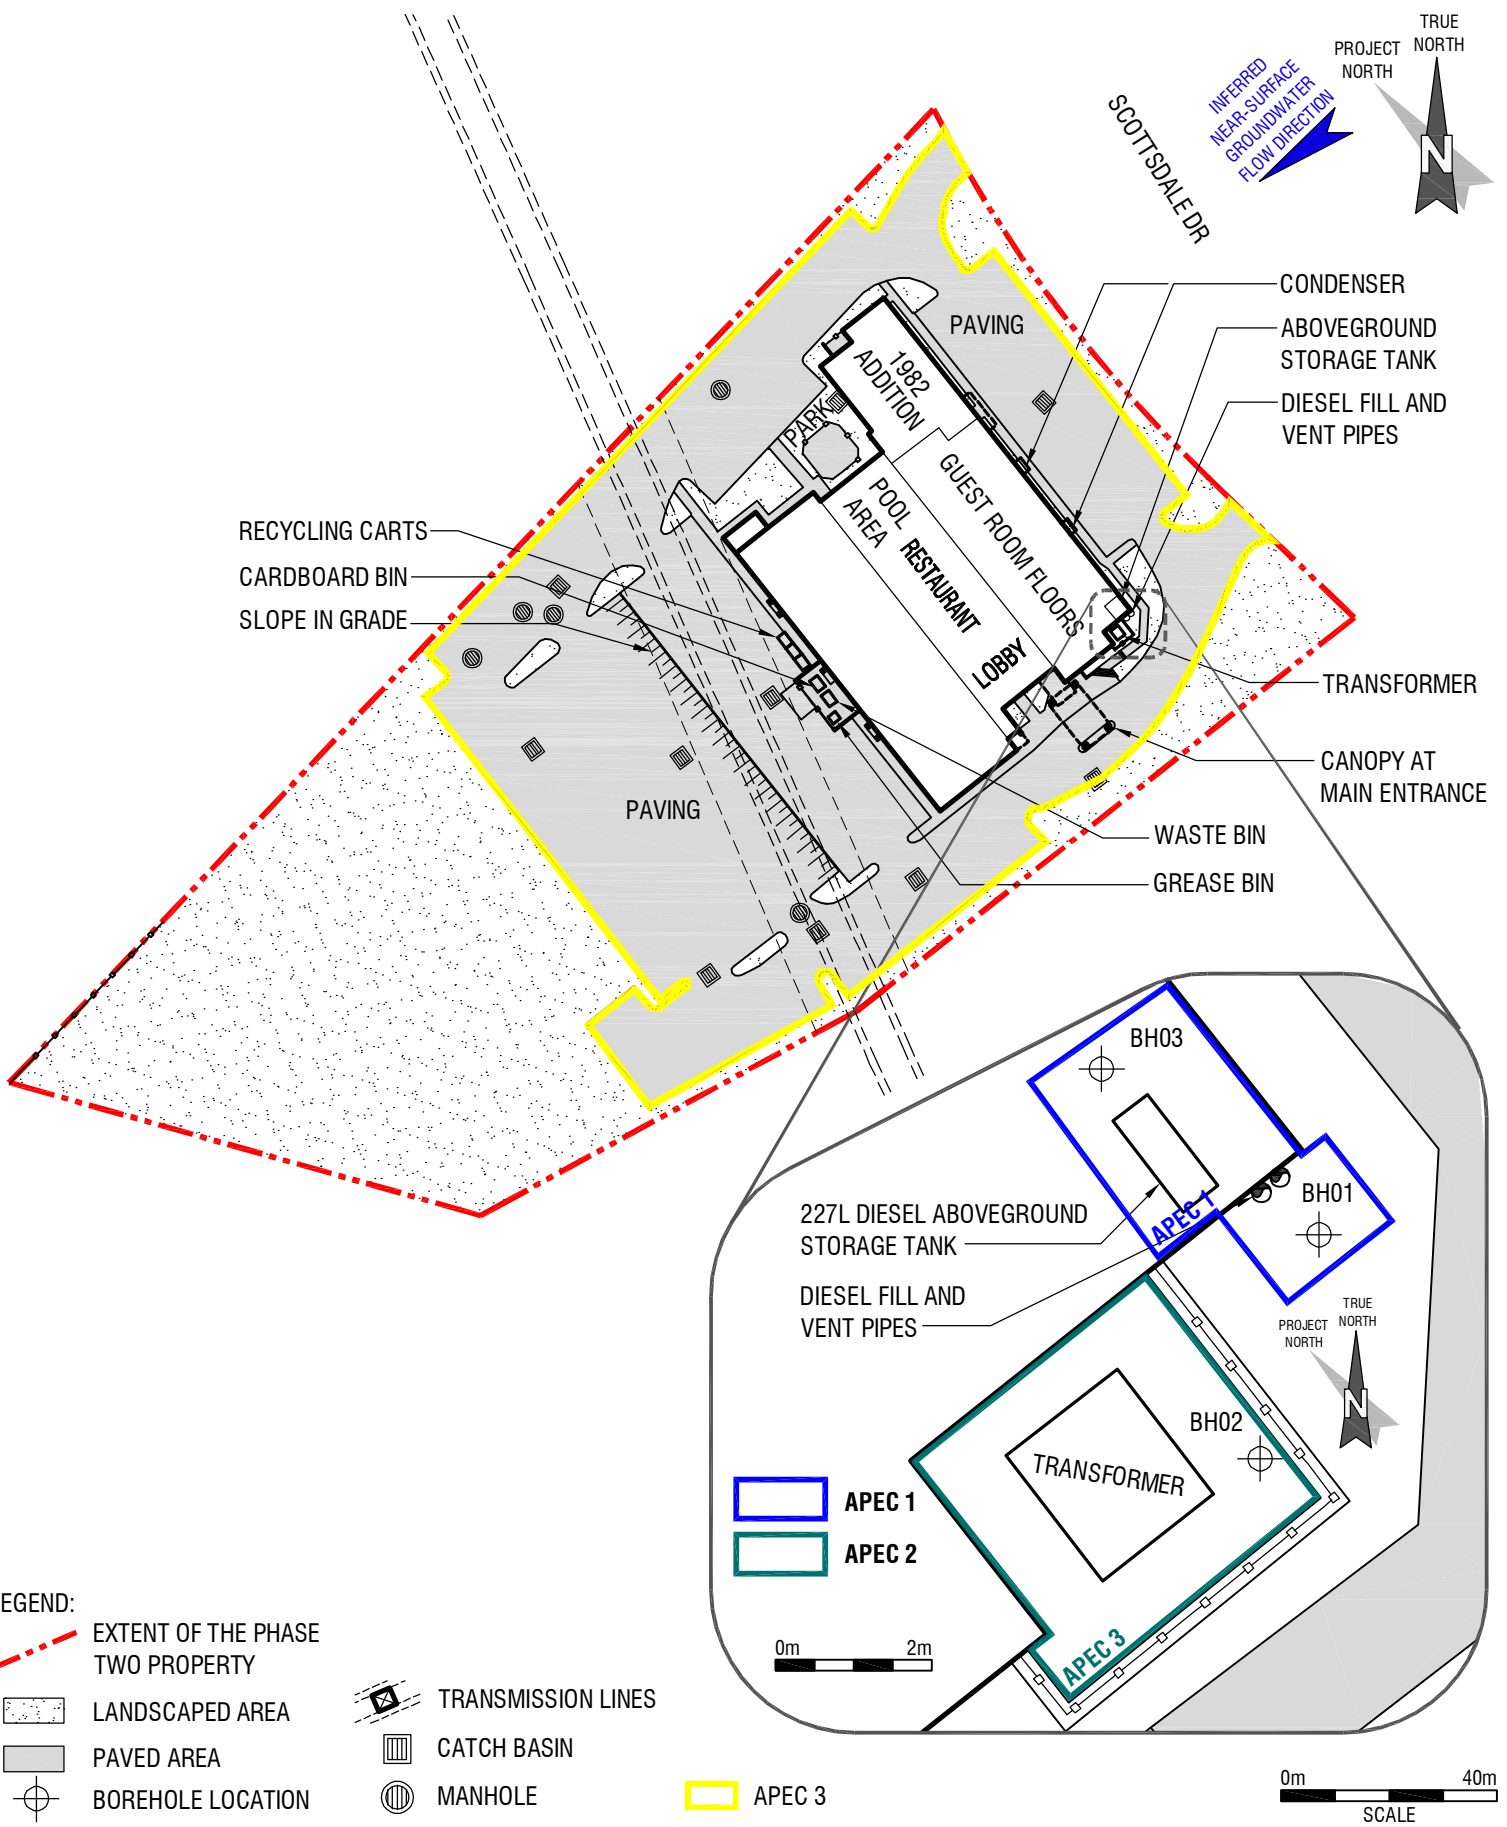 TRUE
NORTH
PROJECT
NORTH
N
INFERRED
NEAR-SURFACE
GROUNDWATER
FLOW DIRECTION
SCOTTSDALE DR
CONDENSER
ABOVEGROUND
STORAGE TANK
DIESEL FILL AND
VENT PIPES
PAVING
1982
ADDITION
PARK
GUEST ROOM FLOORS
POOL
AREA
RESTAURANT
LOBBY
RECYCLING CARTS
CARDBOARD BIN
SLOPE IN GRADE
TRANSFORMER
CANOPY AT
MAIN ENTRANCE
PAVING
WASTE BIN
GREASE BIN
BH03
BH01
APEC 1
227L DIESEL ABOVEGROUND
STORAGE TANK
DIESEL FILL AND
VENT PIPES
TRUE
NORTH
PROJECT
NORTH
N
BH02
TRANSFORMER
APEC 1
APEC 2
APEC 3
0m 2m
EGEND:
EXTENT OF THE PHASE
TWO PROPERTY
LANDSCAPED AREA
PAVED AREA
BOREHOLE LOCATION
TRANSMISSION LINES
CATCH BASIN
MANHOLE
APEC 3
0m 40m
SCALE